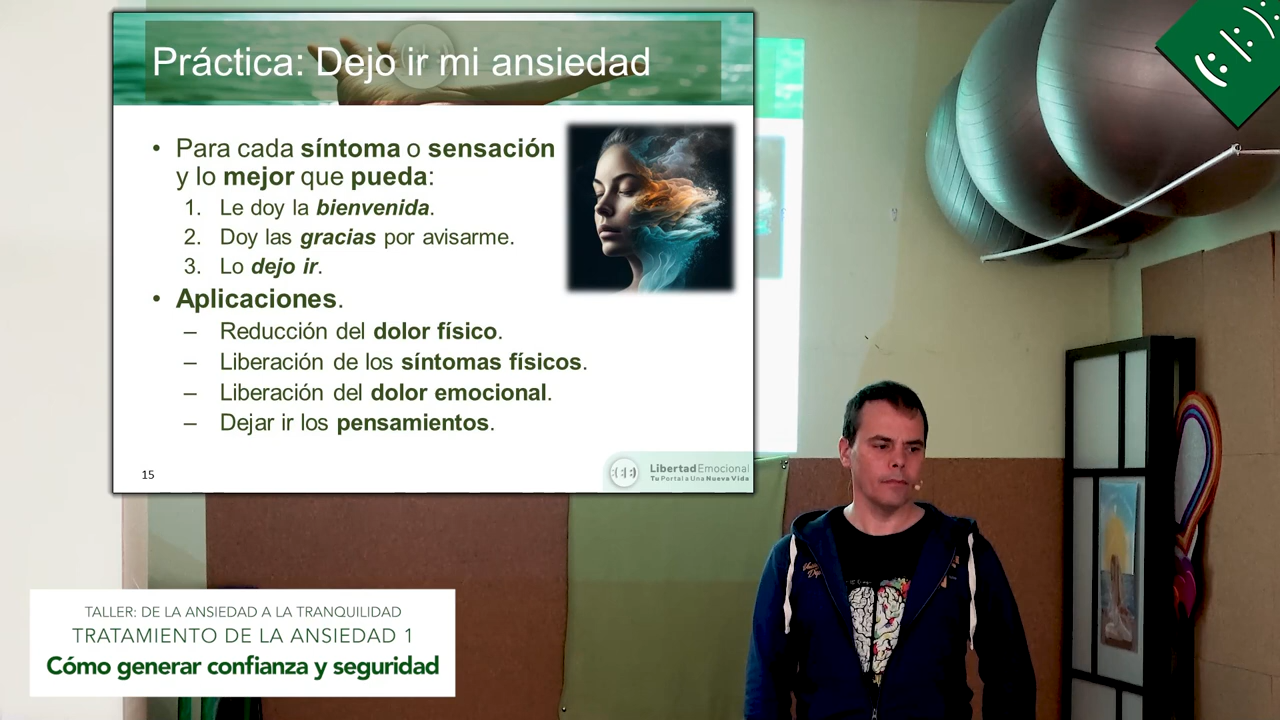 Práctica: Dejo ir mi ansiedad
• Para cada síntoma o sensación
y lo mejor que pueda:
1. Le doy la bienvenida.
2. Doy las gracias por avisarme.
3. Lo dejo ir.
• Aplicaciones.
– Reducción del dolor físico.
– Liberación de los síntomas físicos.
– Liberación del dolor emocional.
– Dejar ir los pensamientos.
15
LibertadEmocional
Tu Portal a Una Nueva Vida
TALLER: DE LA ANSIEDAD A LA TRANQUILIDAD
TRATAMIENTO DE LA ANSIEDAD 1
Cómo generar confianza y seguridad